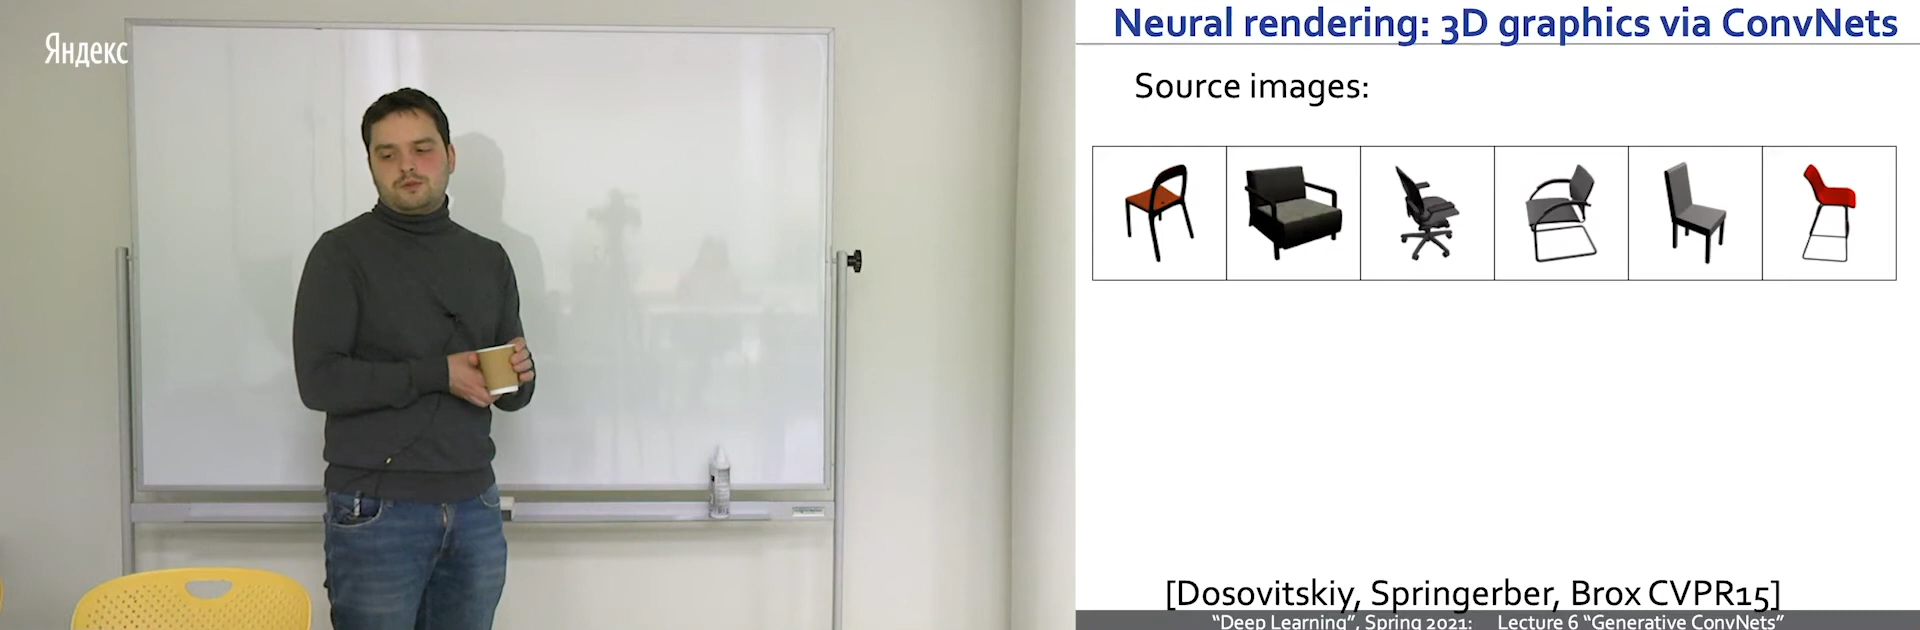 Яндекс
Neural rendering: 3D graphics via ConvNets
Source images:
[Dosovitskiy, Springerber, Brox CVPR15]
"Deep Learning", Spring 2021: Lecture 6 "Generative ConvNets"